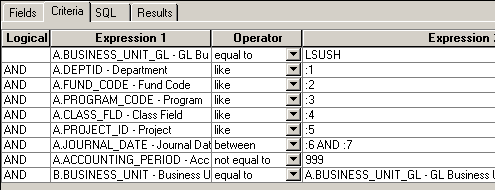 Fields Criteria SQL Results
Logical Expression 1 Operator Expression
A.BUSINESS_UNIT_GL - GL Bu equal to LSUSH
AND A.DEPTID - Department like :1
AND A.FUND_CODE - Fund Code like :2
AND A.PROGRAM_CODE - Program like :3
AND A.CLASS_FLD - Class Field like :4
AND A.PROJECT_ID - Project like :5
AND A.JOURNAL_DATE - Journal Dat between :6 AND :7
AND A.ACCOUNTING_PERIOD - Acc not equal to 999
AND B.BUSINESS_UNIT - Business U equal to A.BUSINESS_UNIT_GL - GL Business U